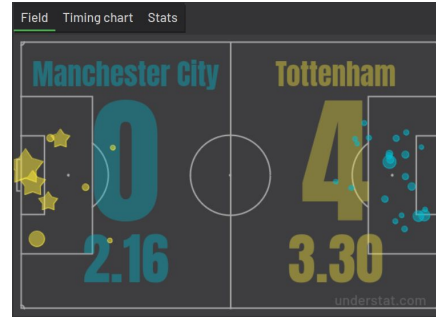 Field Timing chart Stats
Manchester City Tottenham
0 4
2.16 3.30
understat.com